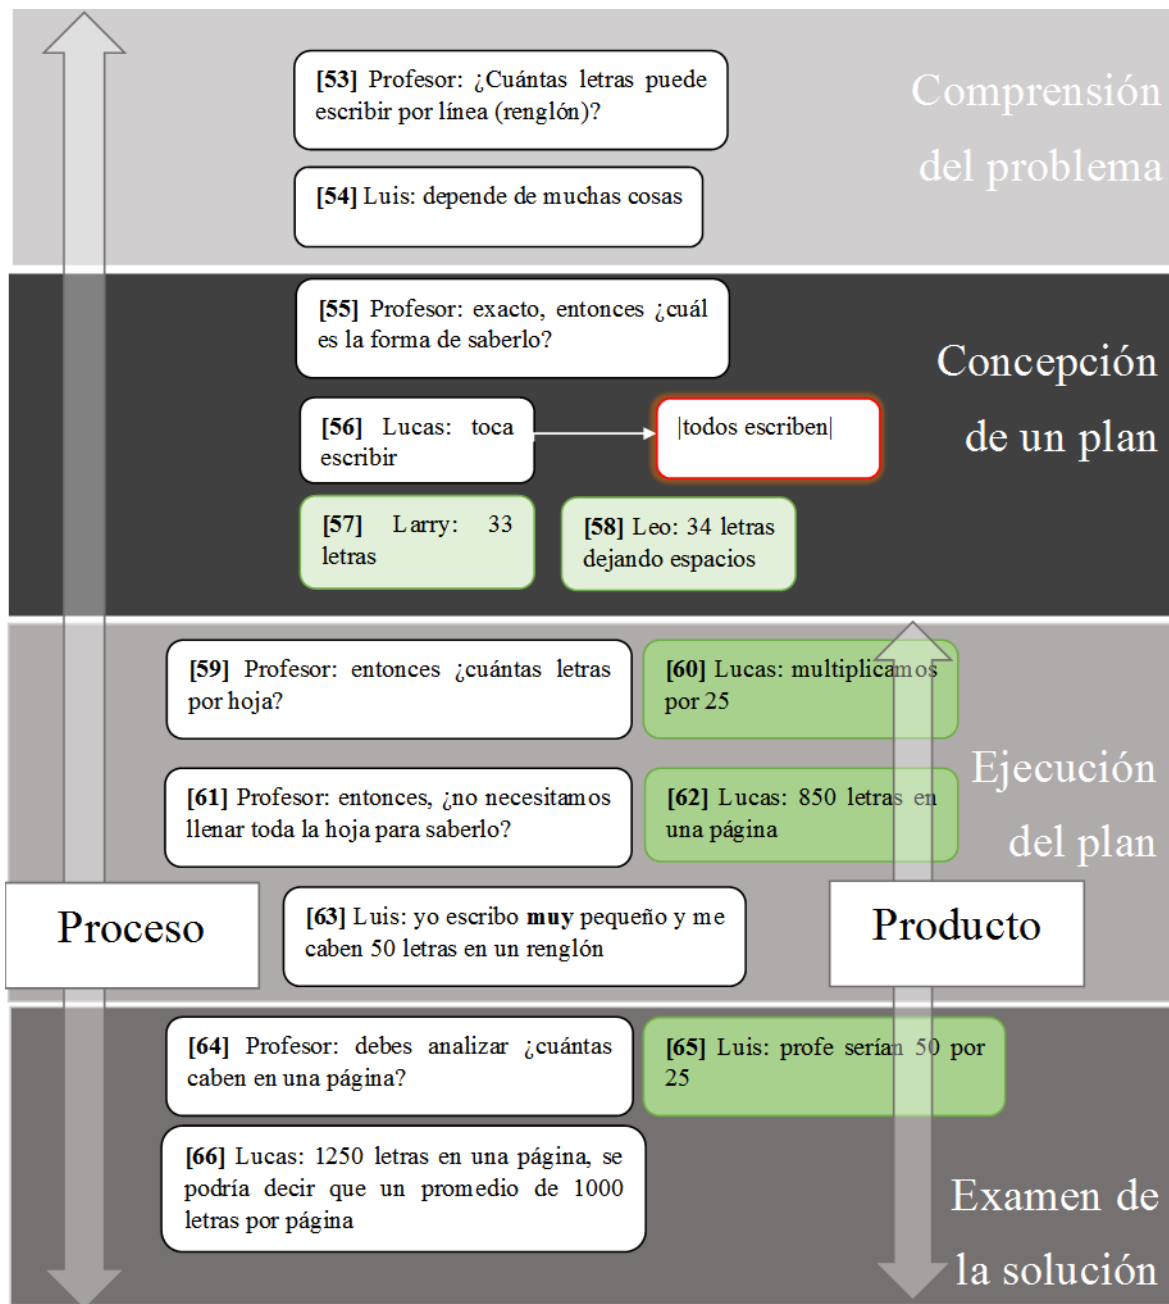 [53] Profesor: ¿Cuántas letras puede
escribir por línea (renglón)?
Comprensión
del problema
[54] Luis: depende de muchas cosas
[55] Profesor: exacto, entonces ¿cuál
es la forma de saberlo?
Concepción
de un plan
[56] Lucas: toca
escribir
|todos escriben|
[57] Larry: 33
letras
[58] Leo: 34 letras
dejando espacios
[59] Profesor: entonces ¿cuántas letras
por hoja?
[60] Lucas: multiplicamos
por 25
Ejecución
del plan
[61] Profesor: entonces, ¿no necesitamos
llenar toda la hoja para saberlo?
[62] Lucas: 850 letras en
una página
Proceso
[63] Luis: yo escribo muy pequeño y me
caben 50 letras en un renglón
Producto
[64] Profesor: debes analizar ¿cuántas
caben en una página?
[65] Luis: profe serían 50 por
25
[66] Lucas: 1250 letras en una página, se
podría decir que un promedio de 1000
letras por página
Examen de
la solución